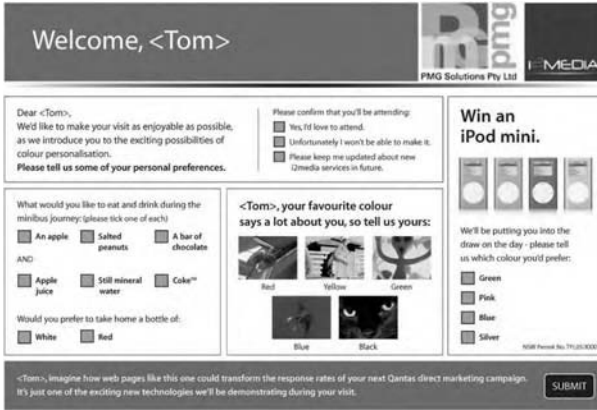 Welcome, <Tom>
pmg
PMG Solutions Pty Ltd
MEDIA
Dear <Tom>,
We'd like to make your visit as enjoyable as possible,
as we introduce you to the exciting possibilities of
colour personalisation.
Please tell us some of your personal preferences.
Please confirm that you'll be attending:
Yes, I'd love to attend.
Unfortunately I won't be able to make it.
Please keep me updated about new
i2media services in future.
Win an
iPod mini.
We'll be putting you into the
draw on the day - please tell
us which colour you'd prefer:
Green
Pink
Blue
Silver
NSW Permit No.
What would you like to eat and drink during the
minibus journey: (please tick one of each)
An apple
Salted
peanuts
A bar of
chocolate
AND
Apple
juice
Still mineral
water
Coke™
Would you prefer to take home a bottle of:
White
Red
<Tom>, your favourite colour
says a lot about you, so tell us yours:
Red
Yellow
Green
Blue
Black
<Tom>, imagine how web pages like this one could transform the response rates of your next Qantas direct marketing campaign.
It's just one of the exciting new technologies we'll be demonstrating during your visit.
SUBMIT